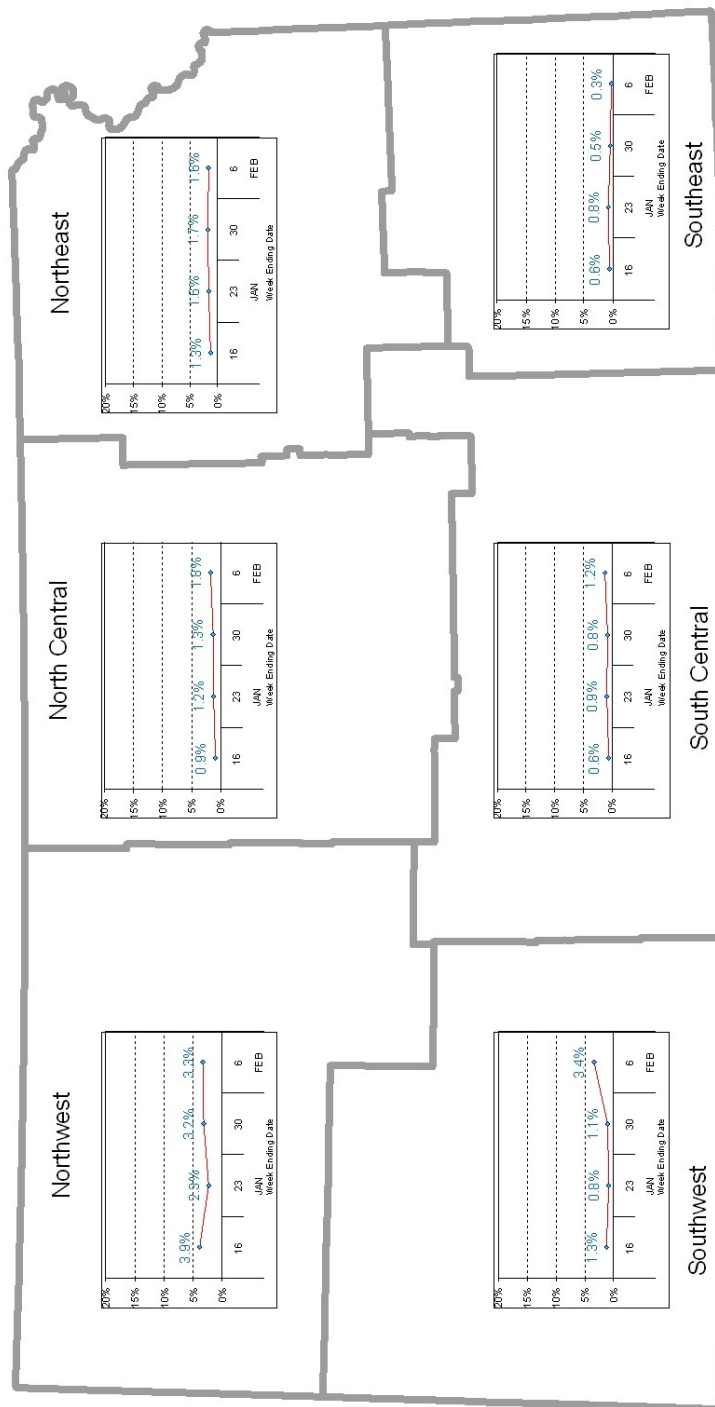 Northwest
20%
15%
10%
5%
0%
3.9%
2.3%
3.2%
3.3%
16 23 30 6
JAN FEB
Week Ending Date
North Central
20%
15%
10%
5%
0%
0.9%
1.2%
1.3%
1.8%
16 23 30 6
JAN FEB
Week Ending Date
Northeast
20%
15%
10%
5%
0%
1.3%
1.6%
1.7%
1.6%
16 23 30 6
JAN FEB
Week Ending Date
20%
15%
10%
5%
0%
1.3%
0.8%
1.1%
3.4%
16 23 30 6
JAN FEB
Week Ending Date
Southwest
20%
15%
10%
5%
0%
0.6%
0.9%
0.8%
1.2%
16 23 30 6
JAN FEB
Week Ending Date
South Central
20%
15%
10%
5%
0%
0.6%
0.8%
0.5%
0.3%
16 23 30 6
JAN FEB
Week Ending Date
Southeast